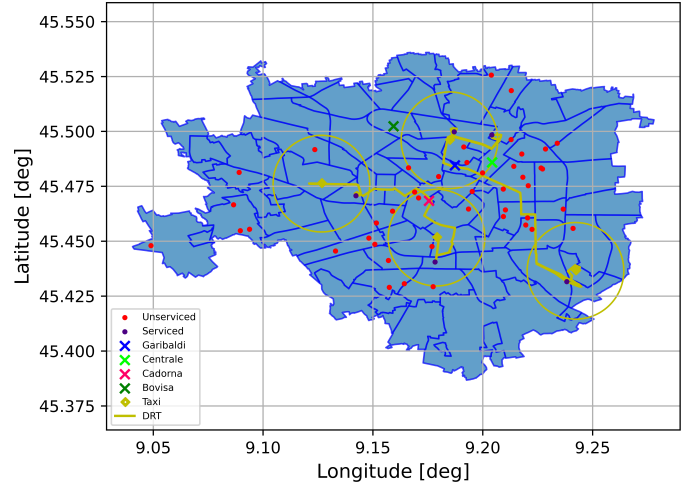 45.550
45.525
45.500
45.475
45.450
45.425
45.400
45.375
Latitude [deg]
Unserviced
Serviced
Garibaldi
Centrale
Cadorna
Bovisa
Taxi
DRT
9.05 9.10 9.15 9.20 9.25
Longitude [deg]